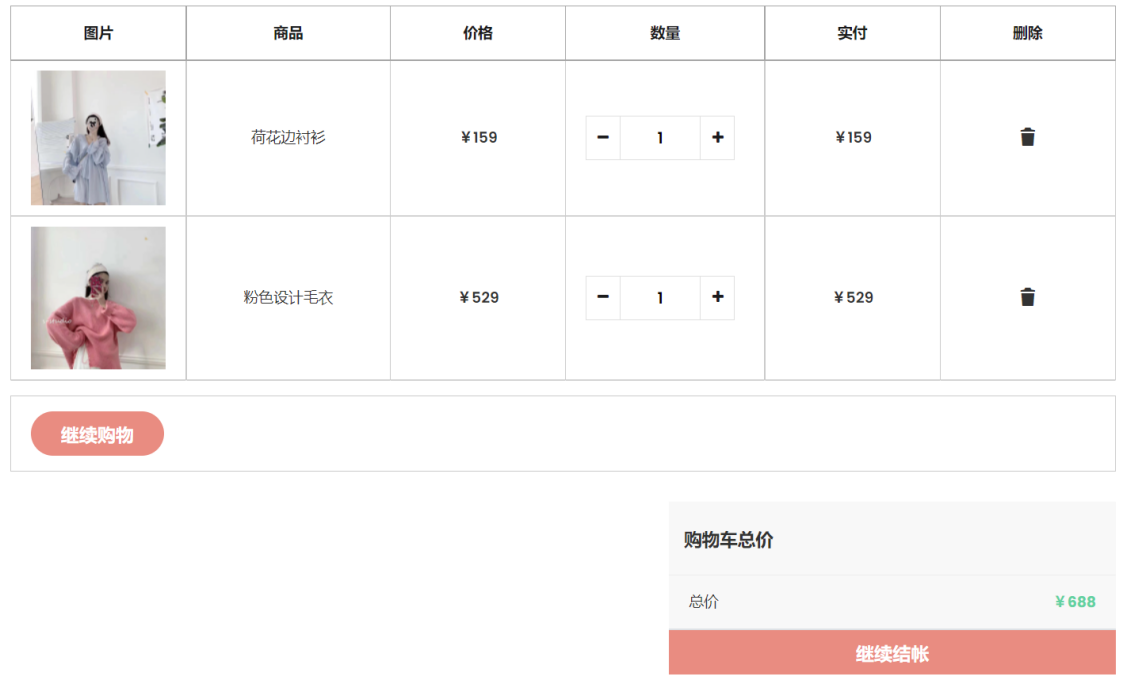 图片 商品 价格 数量 实付 删除
荷花边衬衫 ¥159 − 1 + ¥159
粉色设计毛衣 ¥529 − 1 + ¥529
继续购物
购物车总价
总价 ¥688
继续结帐